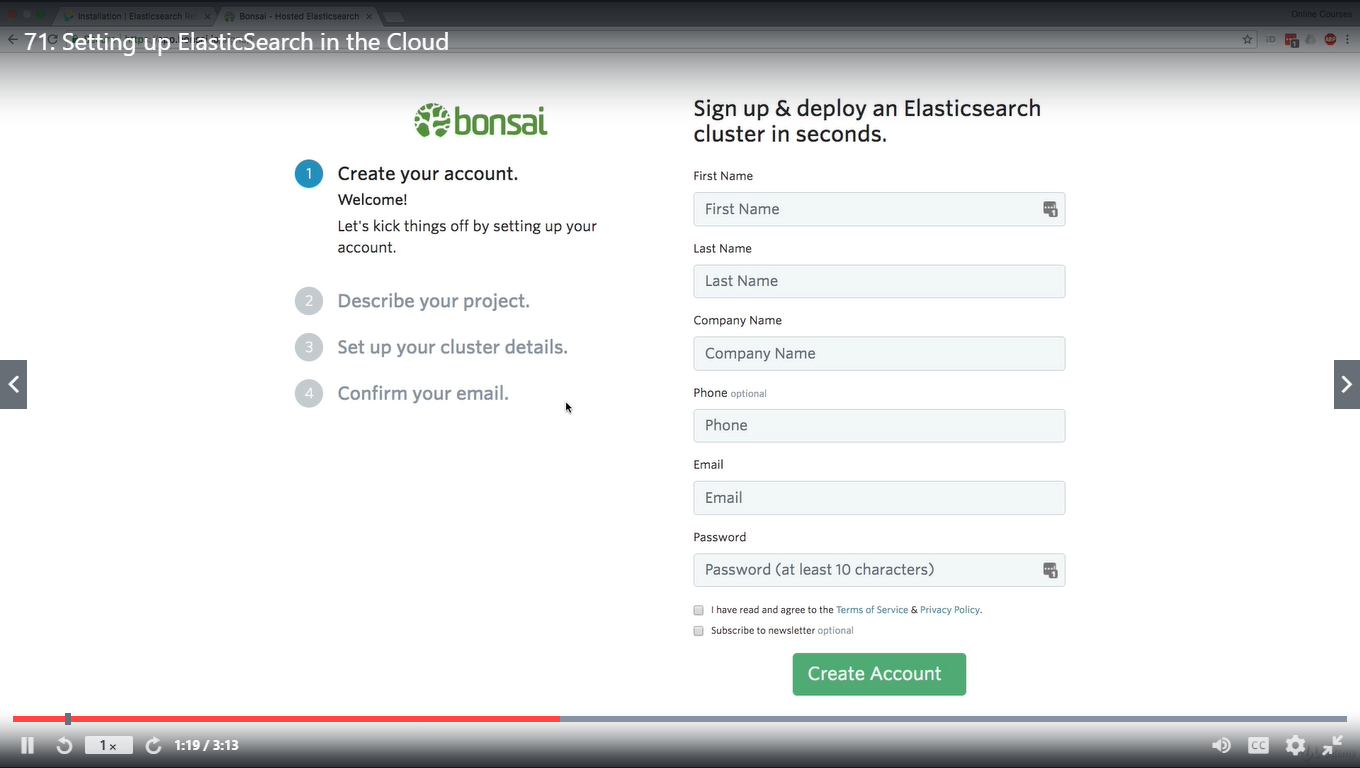 Installation | Elasticsearch Re
Bonsai - Hosted Elasticsearch
Online Courses
71. Setting up ElasticSearch in the Cloud
bonsai
1 Create your account.
Welcome!
Let's kick things off by setting up your
account.
2 Describe your project.
3 Set up your cluster details.
4 Confirm your email.
Sign up & deploy an Elasticsearch
cluster in seconds.
First Name
First Name
Last Name
Last Name
Company Name
Company Name
Phone optional
Phone
Email
Email
Password
Password (at least 10 characters)
I have read and agree to the Terms of Service & Privacy Policy.
Subscribe to newsletter optional
Create Account
1 x
1:19 / 3:13
CC